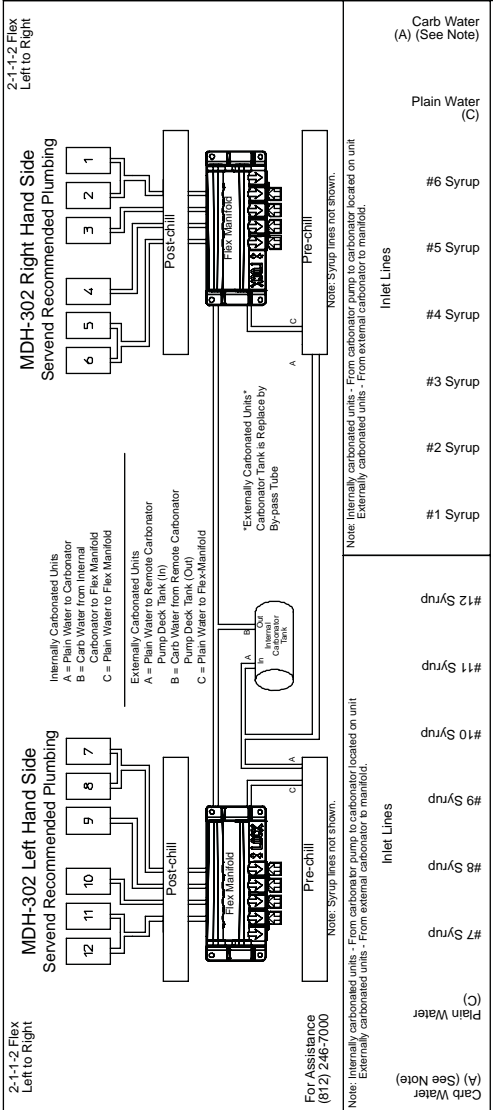 2-1-1-2 Flex
Left to Right
MDH-302 Left Hand Side
Servend Recommended Plumbing
12
11
10
9
8
7
Post-chill
Flex Manifold
LOCK
C
A
Pre-chill
Note: Syrup lines not shown.
For Assistance
(812) 246-7000
Internally Carbonated Units
A = Plain Water to Carbonator
B = Carb Water from Internal
Carbonator to Flex Manifold
C = Plain Water to Flex Manifold
Externally Carbonated Units
A = Plain Water to Remote Carbonator
Pump Deck Tank (In)
B = Carb Water from Remote Carbonator
Pump Deck Tank (Out)
C = Plain Water to Flex-Manifold
A
B
In
Out
Internal
Carbonator
Tank
*Externally Carbonated Units*
Carbonator Tank is Replace by
By-pass Tube
2-1-1-2 Flex
Left to Right
MDH-302 Right Hand Side
Servend Recommended Plumbing
6
5
4
3
2
1
Post-chill
Flex Manifold
LOCK
A
C
Pre-chill
Note: Syrup lines not shown.
Note: Internally carbonated units - From carbonator pump to carbonator located on unit
Externally carbonated units - From external carbonator to manifold.
Inlet Lines
Carb Water
(A) (See Note)
Plain Water
(C)
#7 Syrup
#8 Syrup
#9 Syrup
#10 Syrup
#11 Syrup
#12 Syrup
Note: Internally carbonated units - From carbonator pump to carbonator located on unit
Externally carbonated units - From external carbonator to manifold.
Inlet Lines
#1 Syrup
#2 Syrup
#3 Syrup
#4 Syrup
#5 Syrup
#6 Syrup
Plain Water
(C)
Carb Water
(A) (See Note)